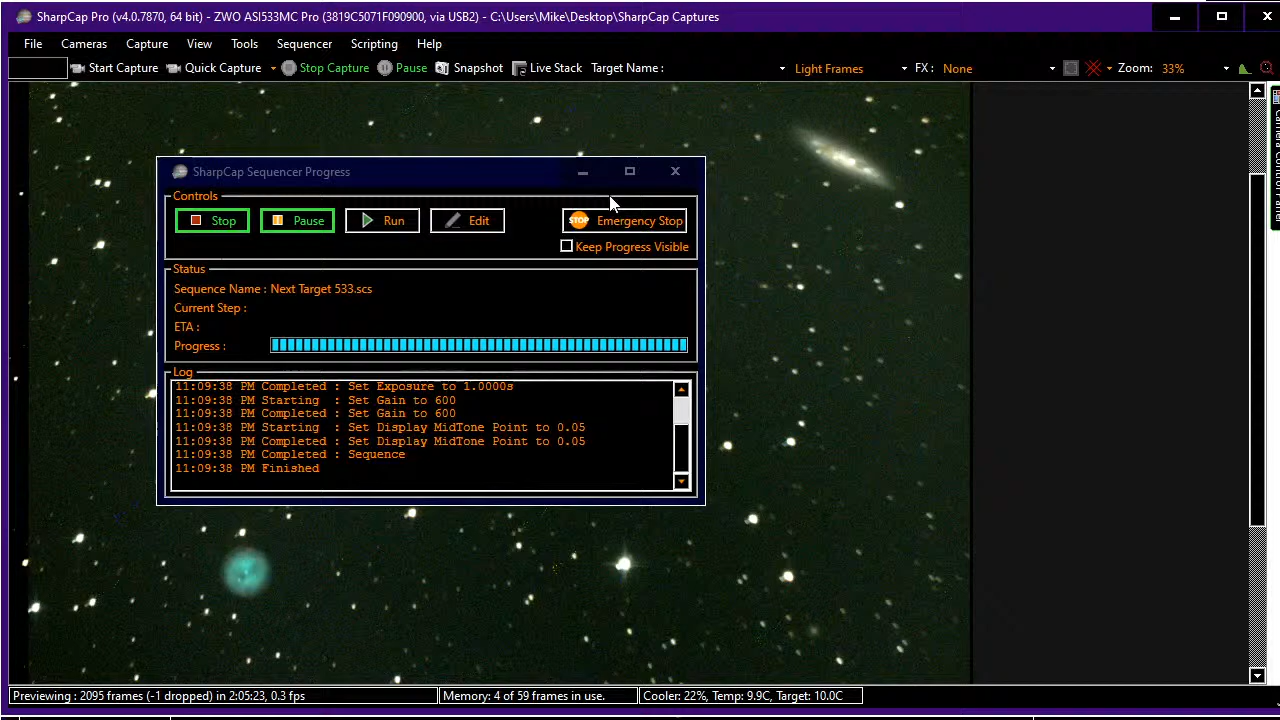 SharpCap Pro (v4.0.7870, 64 bit) - ZWO ASI533MC Pro (3819C5071F090900, via USB2) - C:\Users\Mike\Desktop\SharpCap Captures
File Cameras Capture View Tools Sequencer Scripting Help
Start Capture Quick Capture Stop Capture Pause Snapshot Live Stack Target Name : Light Frames FX : None Zoom: 33%
SharpCap Sequencer Progress
Controls
Stop Pause Run Edit STOP Emergency Stop
Keep Progress Visible
Status
Sequence Name : Next Target 533.scs
Current Step :
ETA :
Progress :
Log
11:09:38 PM Completed : Set Exposure to 1.0000s
11:09:38 PM Starting : Set Gain to 600
11:09:38 PM Completed : Set Gain to 600
11:09:38 PM Starting : Set Display MidTone Point to 0.05
11:09:38 PM Completed : Set Display MidTone Point to 0.05
11:09:38 PM Completed : Sequence
11:09:38 PM Finished
Previewing : 2095 frames (-1 dropped) in 2:05:23, 0.3 fps Memory: 4 of 59 frames in use. Cooler: 22%, Temp: 9.9C, Target: 10.0C